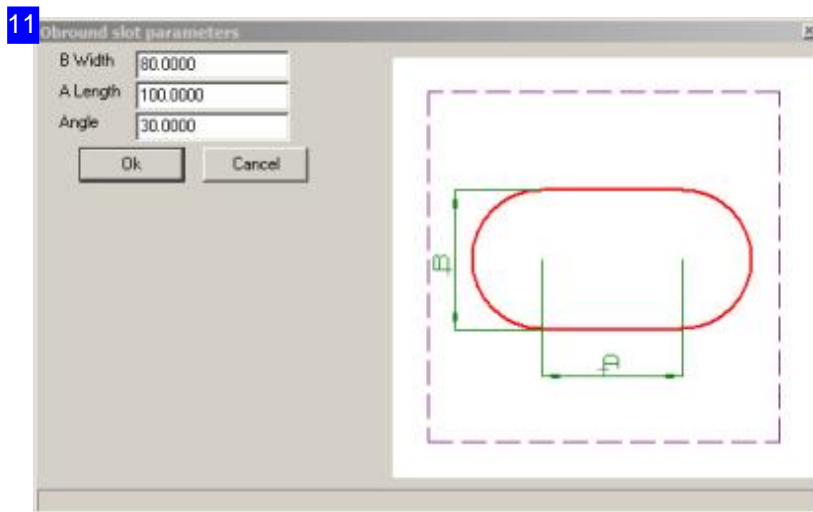 11
Obround slot parameters
B Width 80.0000
A Length 100.0000
Angle 30.0000
Ok Cancel
B
A